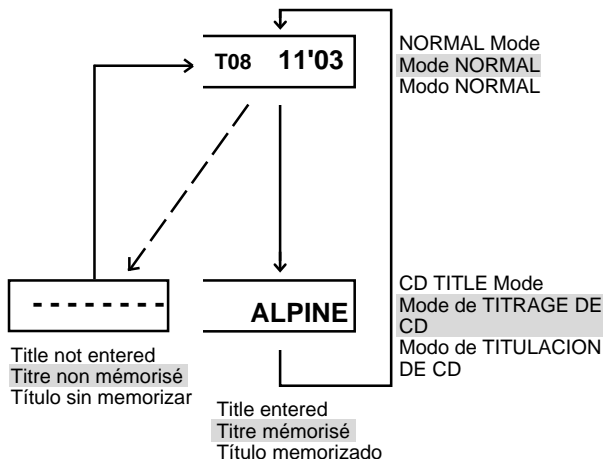 T08 11'03
NORMAL Mode
Mode NORMAL
Modo NORMAL
- - - - - - - -
ALPINE
CD TITLE Mode
Mode de TITRAGE DE
CD
Modo de TITULACION
DE CD
Title not entered
Titre non mémorisé
Título sin memorizar
Title entered
Titre mémorisé
Título memorizado